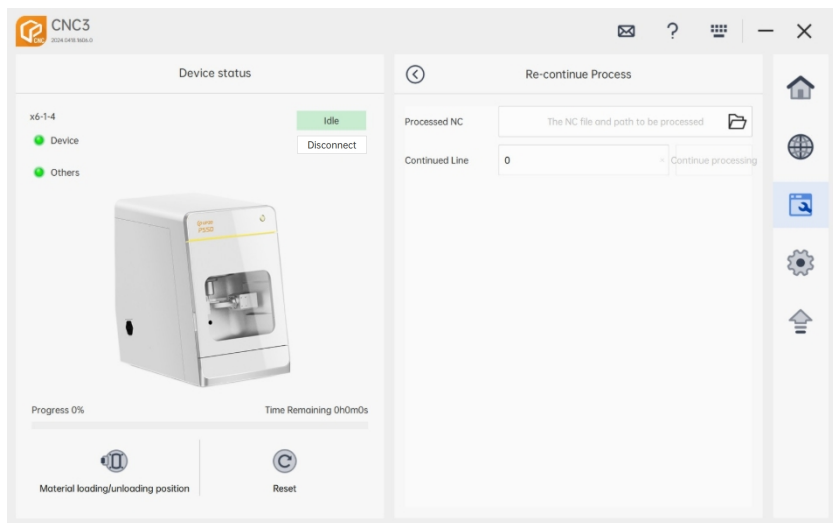 CNC3
Device status
Re-continue Process
x6-1-4
Idle
Device
Disconnect
Others
Processed NC
The NC file and path to be processed
Continued Line
0
Continue processing
Progress 0%
Time Remaining 0h0m0s
Material loading/unloading position
Reset